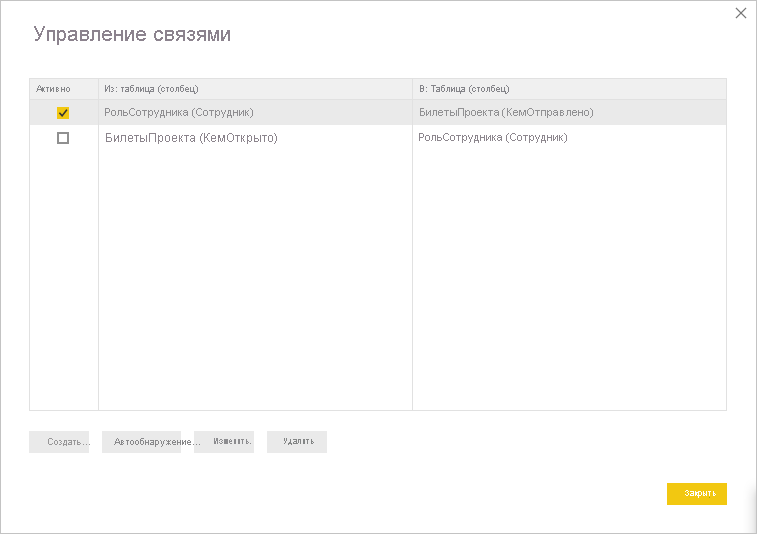 Управление связями
Активно Из: таблица (столбец) В: Таблица (столбец)
РольСотрудника (Сотрудник) БилетыПроекта (КемОтправлено)
БилетыПроекта (КемОткрыто) РольСотрудника (Сотрудник)
Создать... Автообнаружение... Изменить. Удалить
Закрыть